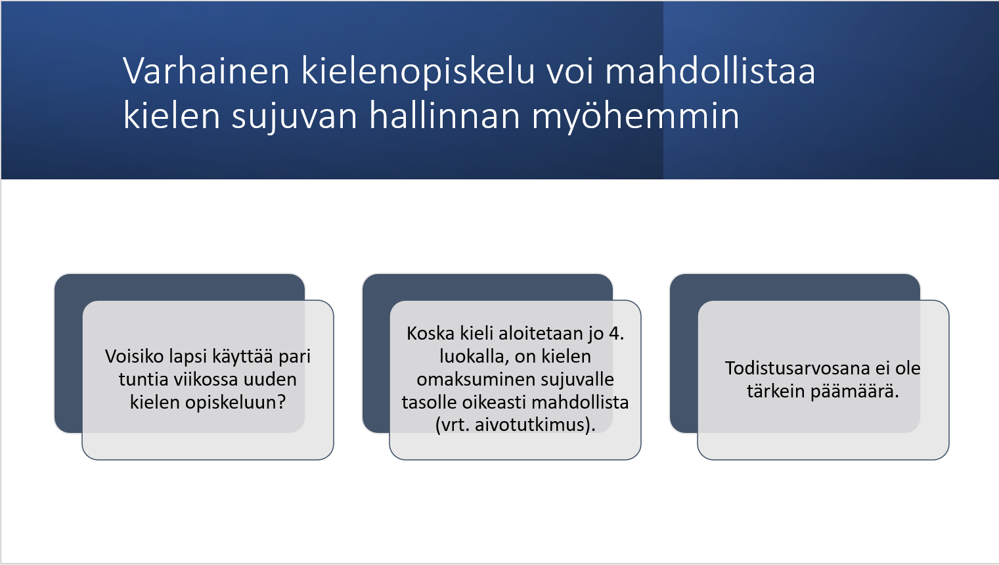 Varhainen kielenopiskelu voi mahdollistaa
kielen sujuvan hallinnan myöhemmin
Voisiko lapsi käyttää pari
tuntia viikossa uuden
kielen opiskeluun?
Koska kieli aloitetaan jo 4.
luokalla, on kielen
omaksuminen sujuvalle
tasolle oikeasti mahdollista
(vrt. aivotutkimus).
Todistusarvosana ei ole
tärkein päämäärä.